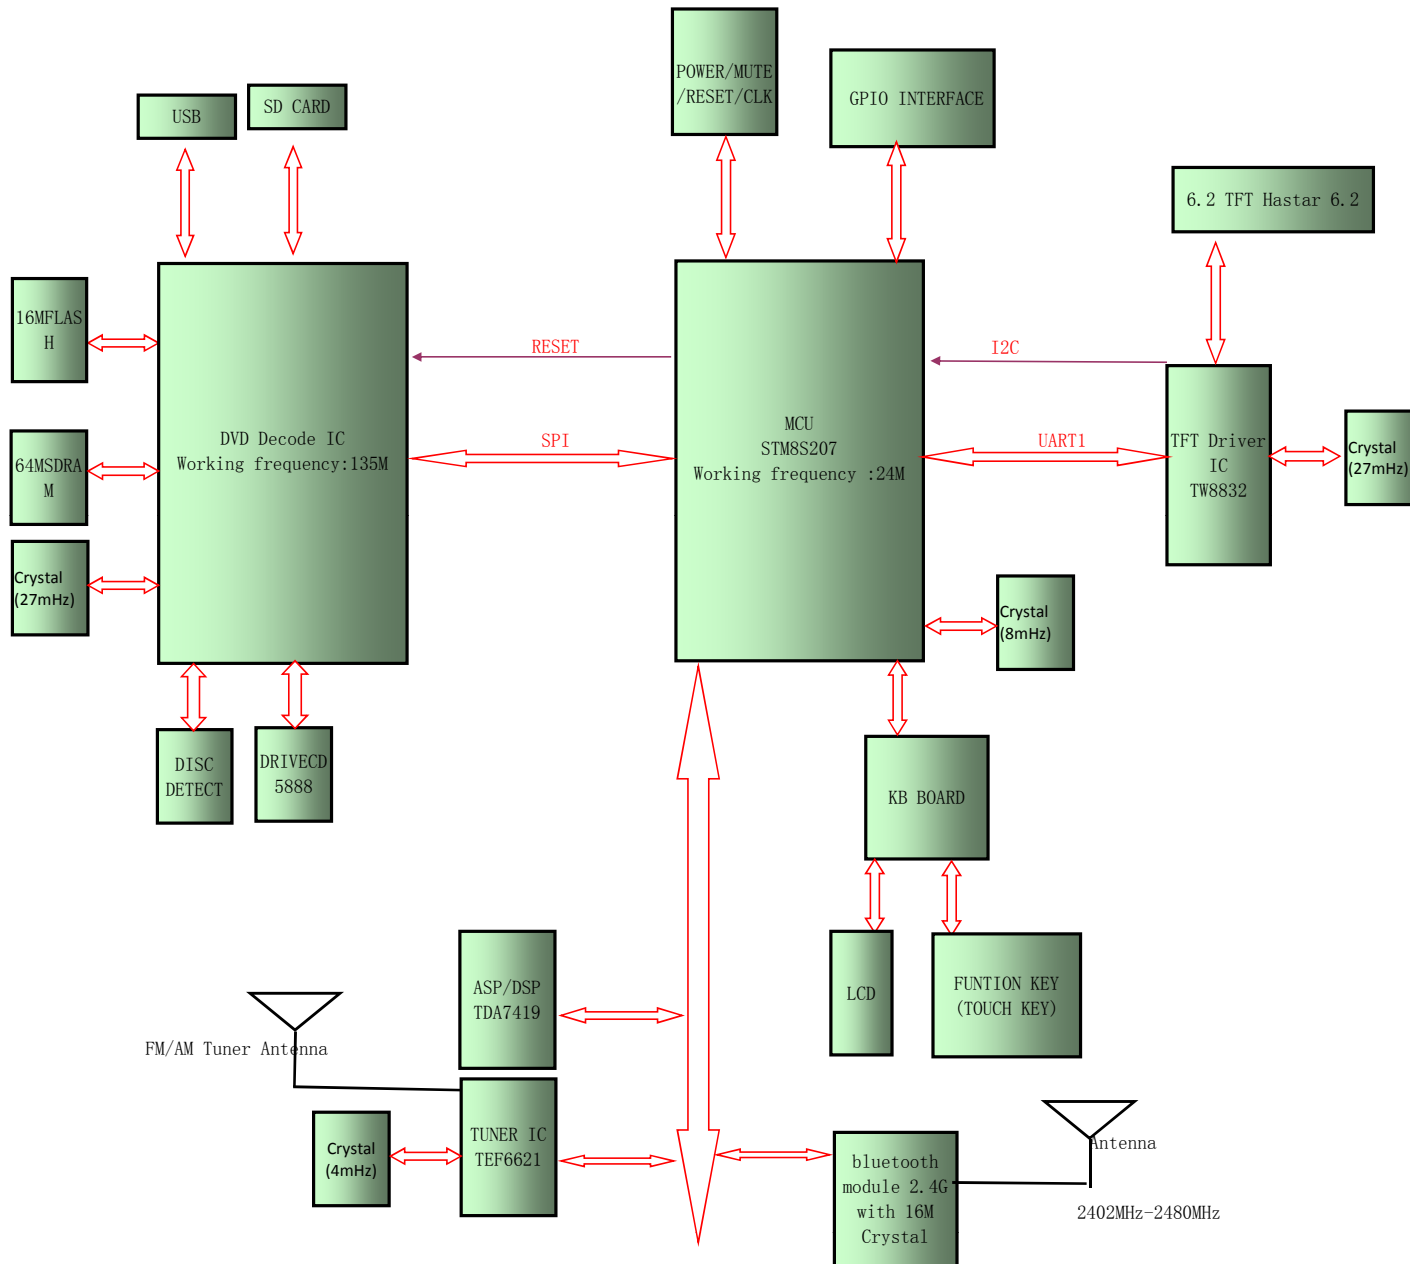 POWER/MUTE
/RESET/CLK
GPIO INTERFACE
USB
SD CARD
6.2 TFT Hastar 6.2
16MFLAS
H
RESET
I2C
DVD Decode IC
Working frequency:135M
SPI
MCU
STM8S207
Working frequency :24M
UART1
TFT Driver
IC
TW8832
Crystal
(27mHz)
64MSDRA
M
Crystal
(27mHz)
Crystal
(8mHz)
DISC
DETECT
DRIVECD
5888
KB BOARD
ASP/DSP
TDA7419
LCD
FUNTION KEY
(TOUCH KEY)
FM/AM Tuner Antenna
Crystal
(4mHz)
TUNER IC
TEF6621
bluetooth
module 2.4G
with 16M
Crystal
Antenna
2402MHz-2480MHz